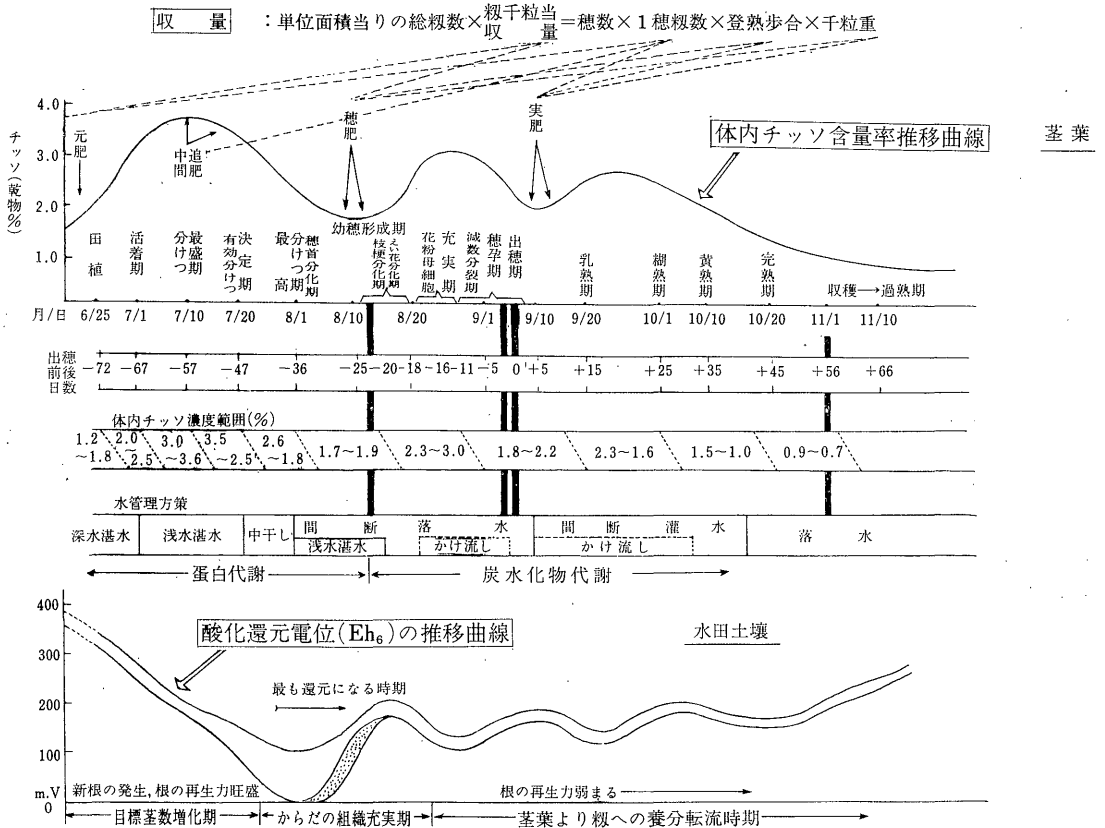 収量 :単位面積当りの総籾数×籾千粒当収量=穂数×1穂籾数×登熟歩合×千粒重
チッソ(乾物%)
4.0
3.0
2.0
1.0
元肥
中間追肥
穂肥
実肥
体内チッソ含量率推移曲線
茎葉
田植
活着期
分けつ最盛期
有効分けつ決定期
最高分けつ期
穂首分化期
幼穂形成期
枝梗分化期
えい花分化期
花粉母細胞充実期
減数分裂期
穂孕期
出穂期
乳熟期
糊熟期
黄熟期
完熟期
収穫→過熟期
月/日 6/25 7/1 7/10 7/20 8/1 8/10 8/20 9/1 9/10 9/20 10/1 10/10 10/20 11/1 11/10
出穂前後日数 -72 -67 -57 -47 -36 -25 -20 -18 -16 -11 -5 0 +5 +15 +25 +35 +45 +56 +66
体内チッソ濃度範囲(%)
1.2~1.8 2.0~2.5 3.0~3.6 3.5~2.5 2.6~1.8 1.7~1.9 2.3~3.0 1.8~2.2 2.3~1.6 1.5~1.0 0.9~0.7
水管理方策
深水湛水 浅水湛水 中干し 間断落水 間断灌水 落水
浅水湛水 かけ流し かけ流し
蛋白代謝 炭水化物代謝
400
300
200
100
m.V
0
酸化還元電位(Eh₆)の推移曲線
水田土壌
最も還元になる時期
新根の発生,根の再生力旺盛 根の再生力弱まる
目標茎数増化期 からだの組織充実期 茎葉より籾への養分転流時期